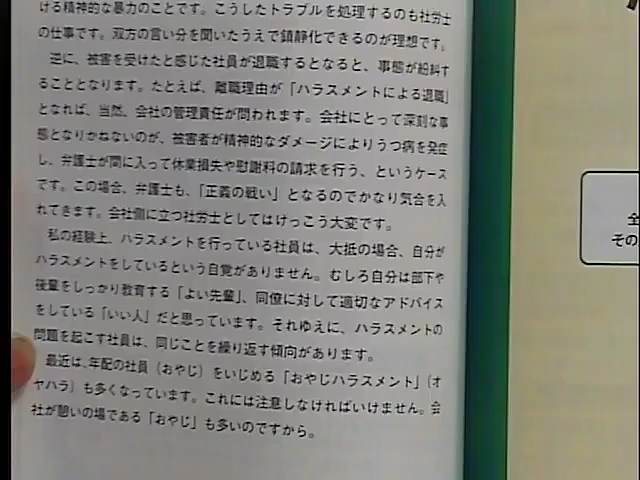 ける精神的な暴力のことです。こうしたトラブルを処理するのも社労士
の仕事です。双方の言い分を聞いたうえで鎮静化できるのが理想です。
逆に、被害を受けたと感じた社員が退職するとなると、事態が紛糾す
ることとなります。たとえば、離職理由が「ハラスメントによる退職」
となれば、当然、会社の管理責任が問われます。会社にとって深刻な事
態となりかねないのが、被害者が精神的なダメージによりうつ病を発症
し、弁護士が間に入って休業損失や慰謝料の請求を行う、というケース
です。この場合、弁護士も、「正義の戦い」となるのでかなり気合を入
れてきます。会社側に立つ社労士としてはけっこう大変です。
私の経験上、ハラスメントを行っている社員は、大抵の場合、自分が
ハラスメントをしているという自覚がありません。むしろ自分は部下や
後輩をしっかり教育する「よい先輩」、同僚に対して適切なアドバイス
をしている「いい人」だと思っています。それゆえに、ハラスメントの
問題を起こす社員は、同じことを繰り返す傾向があります。
最近は、年配の社員（おやじ）をいじめる「おやじハラスメント」（オ
ヤハラ）も多くなっています。これには注意しなければいけません。会
社が憩いの場である「おやじ」も多いのですから。
全
その